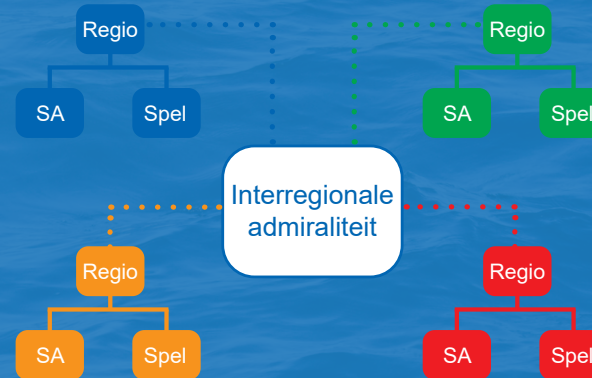 Regio
SA
Spel
Regio
SA
Spel
Interregionale
admiraliteit
Regio
SA
Spel
Regio
SA
Spel